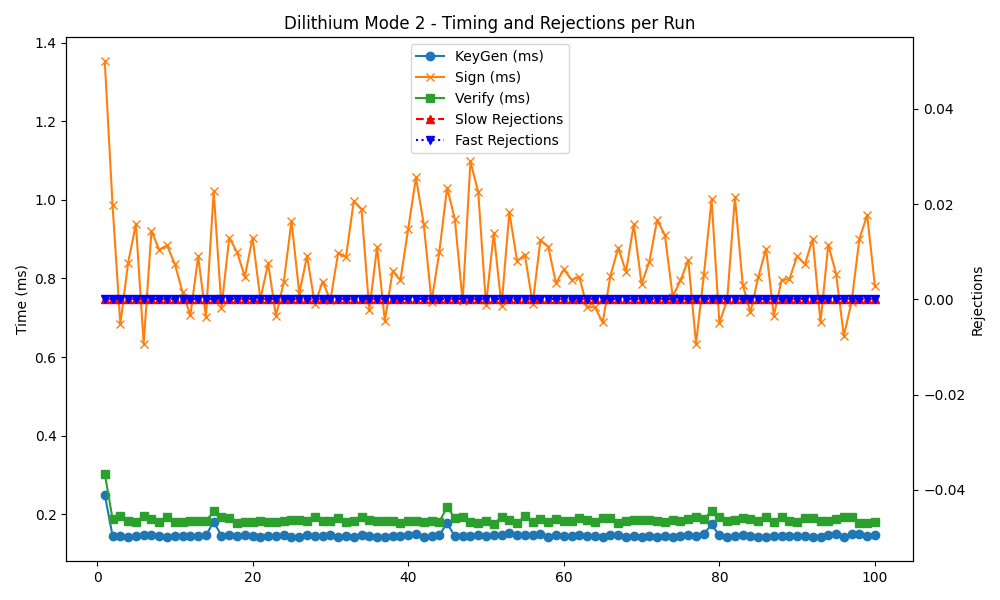 Dilithium Mode 2 - Timing and Rejections per Run
KeyGen (ms)
Sign (ms)
Verify (ms)
Slow Rejections
Fast Rejections
Time (ms)
1.4
1.2
1.0
0.8
0.6
0.4
0.2
0
20
40
60
80
100
0.04
0.02
0.00
−0.02
−0.04
Rejections